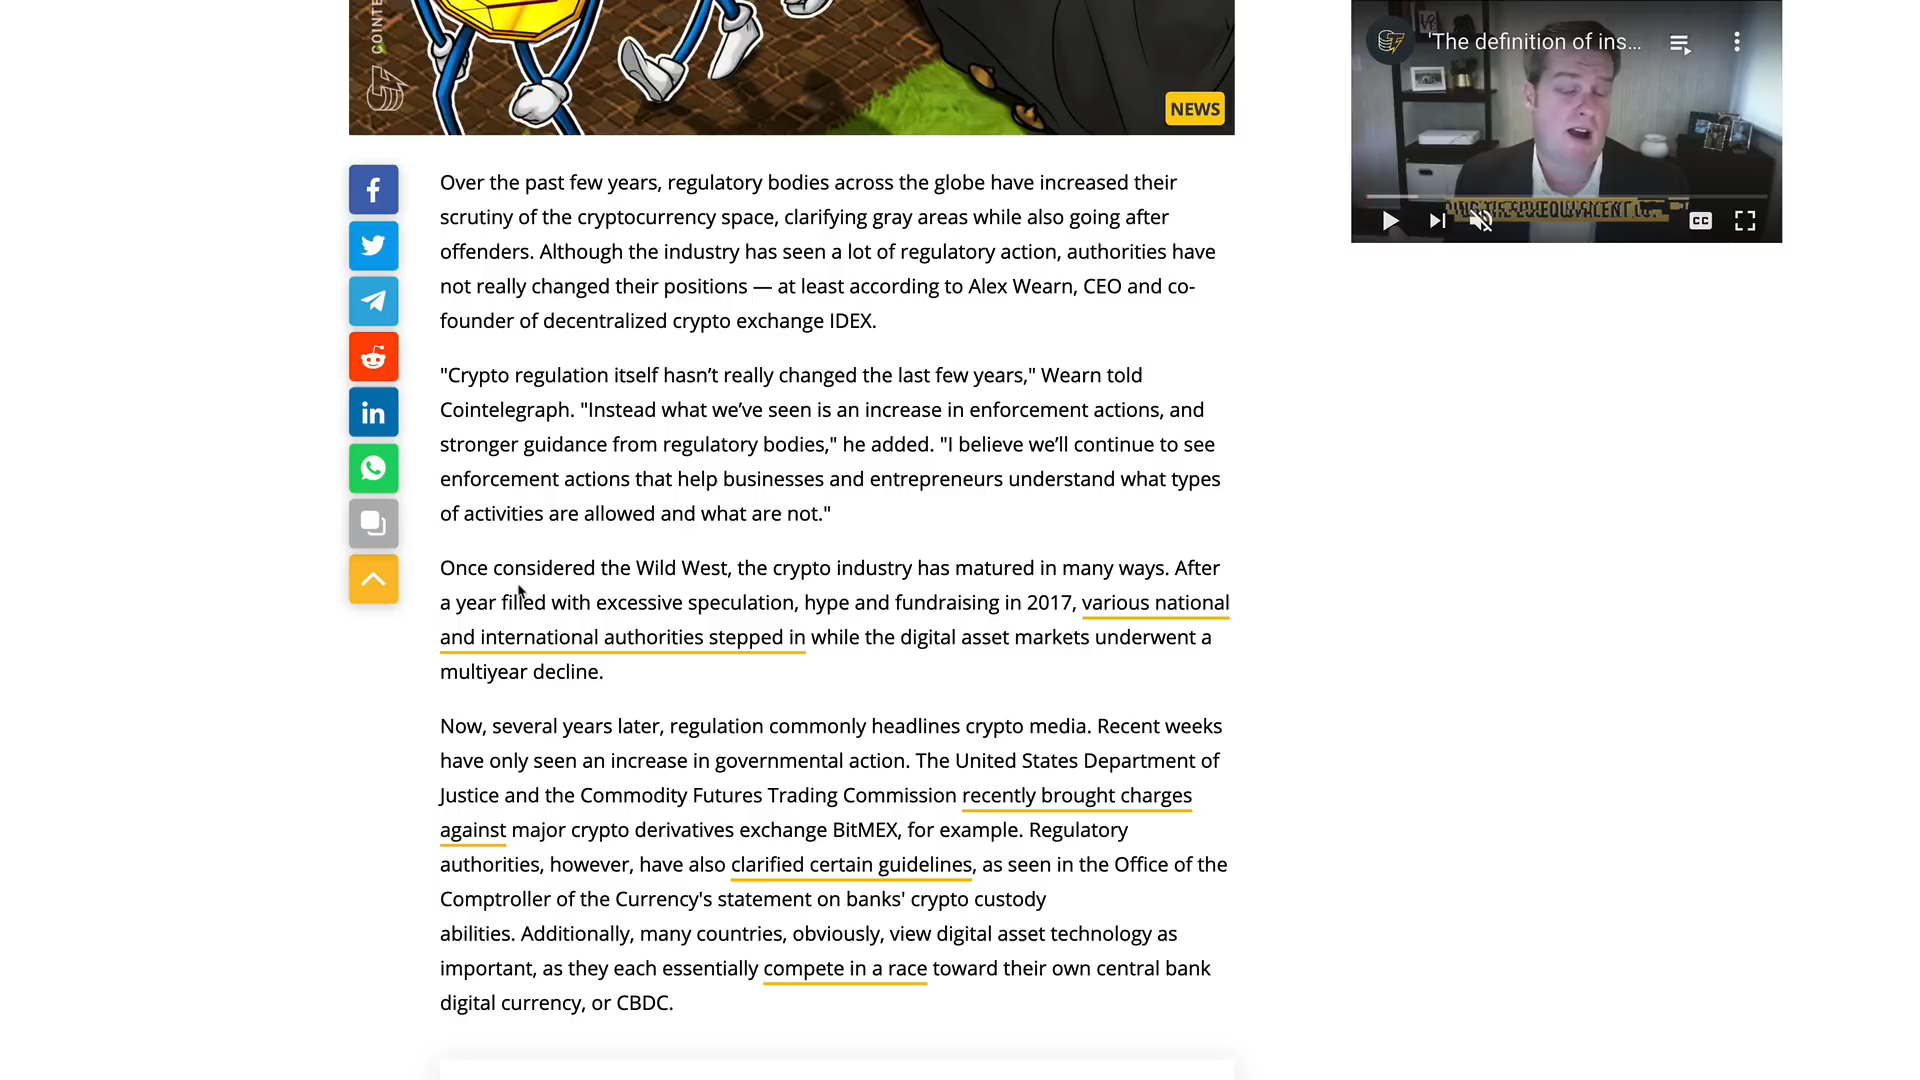 COINTE
NEWS
'The definition of ins...
Over the past few years, regulatory bodies across the globe have increased their
scrutiny of the cryptocurrency space, clarifying gray areas while also going after
offenders. Although the industry has seen a lot of regulatory action, authorities have
not really changed their positions — at least according to Alex Wearn, CEO and co-
founder of decentralized crypto exchange IDEX.
"Crypto regulation itself hasn’t really changed the last few years," Wearn told
Cointelegraph. "Instead what we’ve seen is an increase in enforcement actions, and
stronger guidance from regulatory bodies," he added. "I believe we’ll continue to see
enforcement actions that help businesses and entrepreneurs understand what types
of activities are allowed and what are not."
Once considered the Wild West, the crypto industry has matured in many ways. After
a year filled with excessive speculation, hype and fundraising in 2017, various national
and international authorities stepped in while the digital asset markets underwent a
multiyear decline.
Now, several years later, regulation commonly headlines crypto media. Recent weeks
have only seen an increase in governmental action. The United States Department of
Justice and the Commodity Futures Trading Commission recently brought charges
against major crypto derivatives exchange BitMEX, for example. Regulatory
authorities, however, have also clarified certain guidelines, as seen in the Office of the
Comptroller of the Currency's statement on banks' crypto custody
abilities. Additionally, many countries, obviously, view digital asset technology as
important, as they each essentially compete in a race toward their own central bank
digital currency, or CBDC.